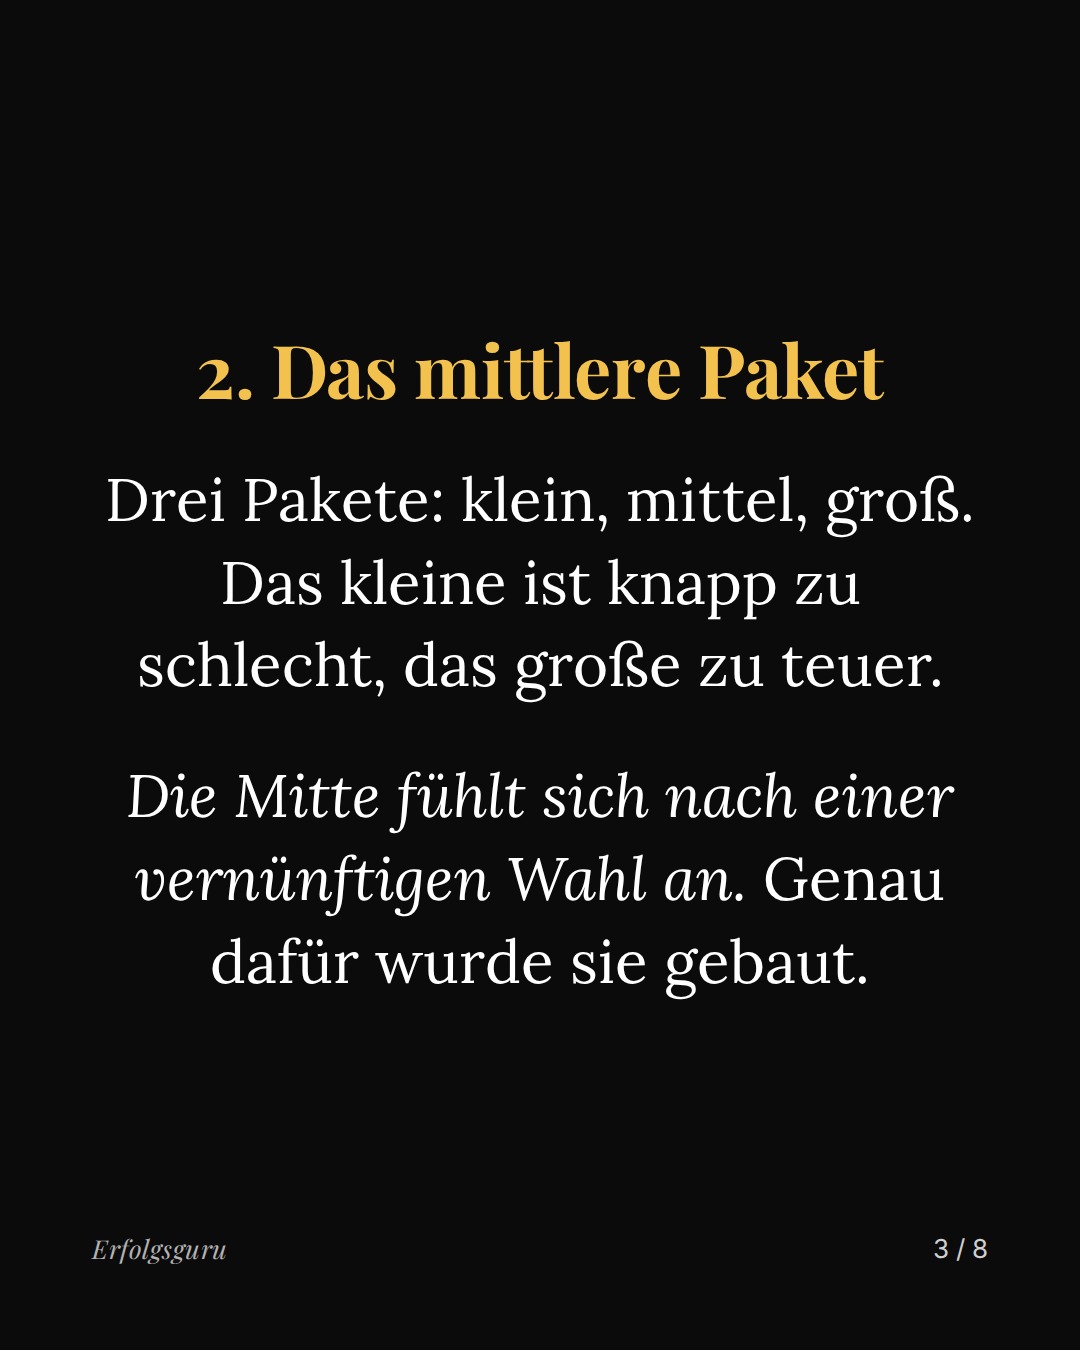 2. Das mittlere Paket
Drei Pakete: klein, mittel, groß.
Das kleine ist knapp zu
schlecht, das große zu teuer.
Die Mitte fühlt sich nach einer
vernünftigen Wahl an. Genau
dafür wurde sie gebaut.
Erfolgsguru
3 / 8